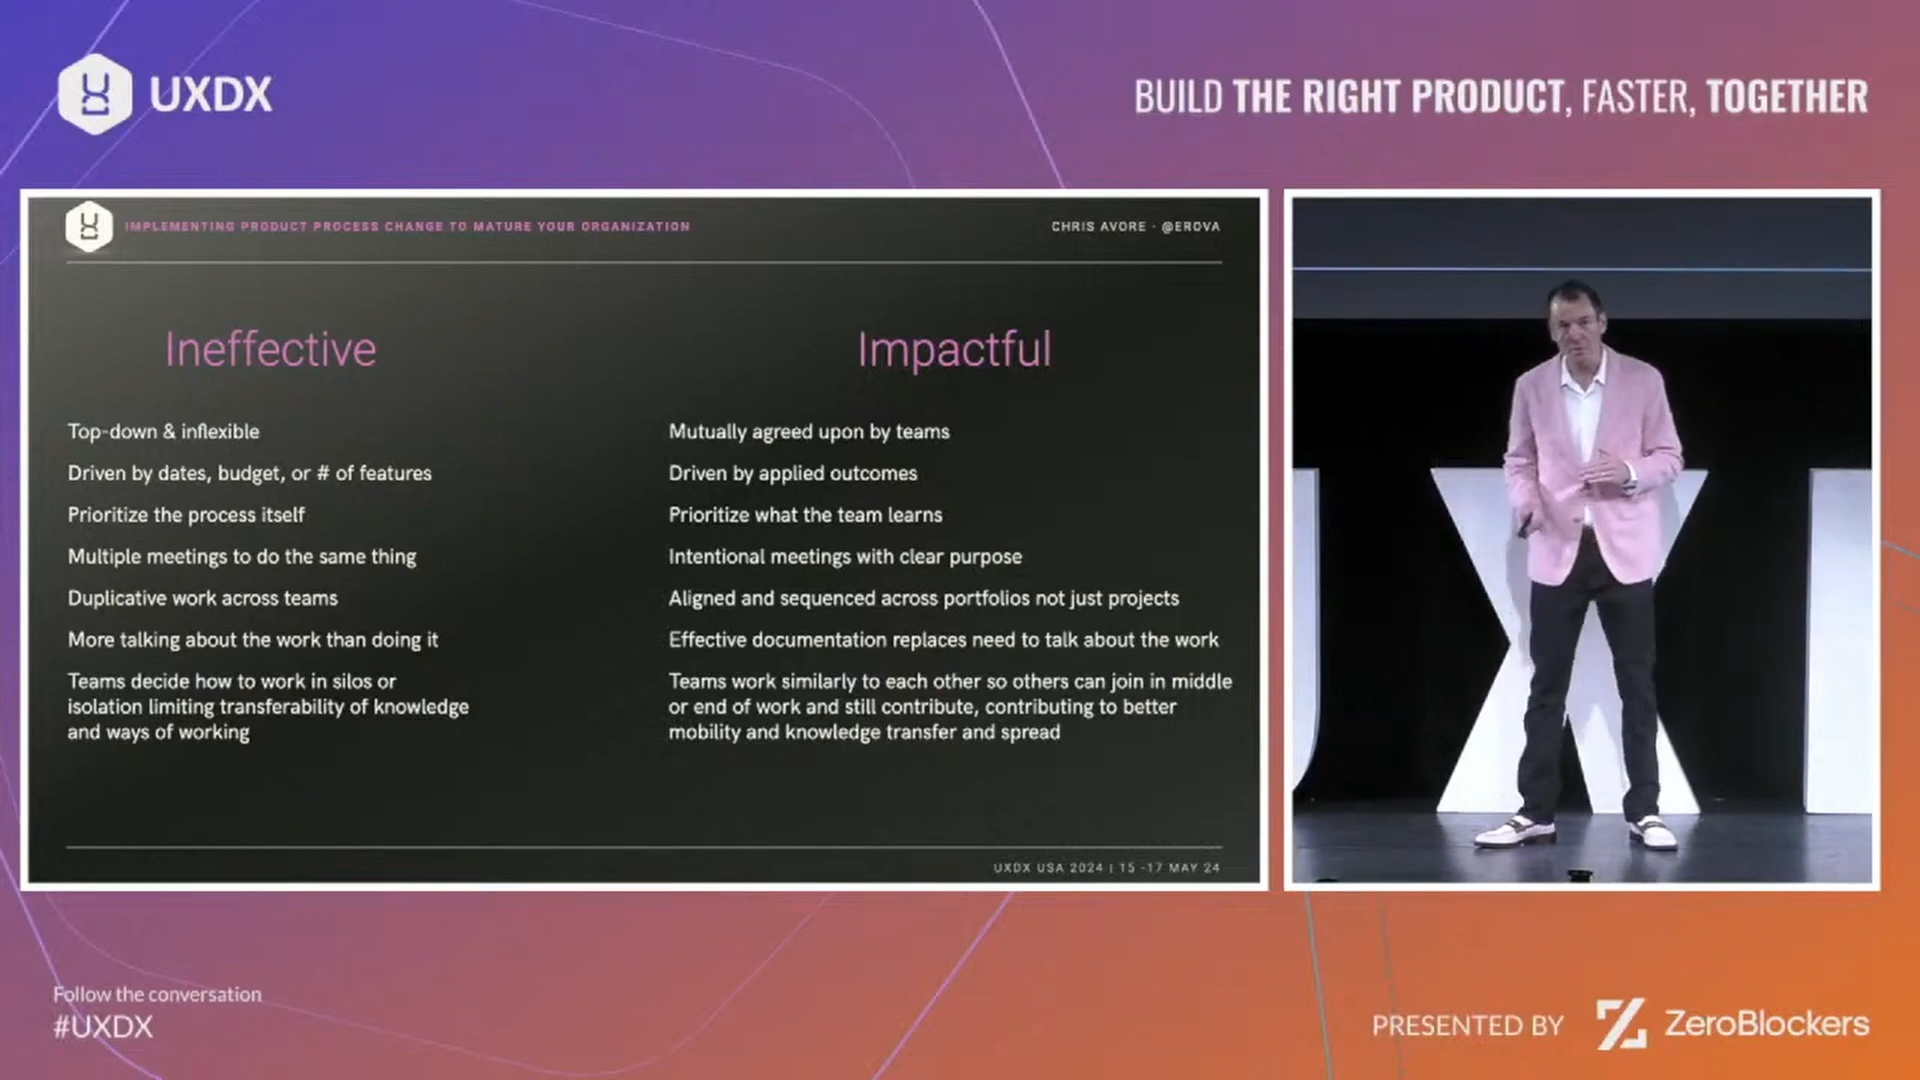 UXDX
BUILD THE RIGHT PRODUCT, FASTER, TOGETHER
IMPLEMENTING PRODUCT PROCESS CHANGE TO MATURE YOUR ORGANIZATION
CHRIS AVORE · @EROVA
Ineffective
Top-down & inflexible
Driven by dates, budget, or # of features
Prioritize the process itself
Multiple meetings to do the same thing
Duplicative work across teams
More talking about the work than doing it
Teams decide how to work in silos or
isolation limiting transferability of knowledge
and ways of working
Impactful
Mutually agreed upon by teams
Driven by applied outcomes
Prioritize what the team learns
Intentional meetings with clear purpose
Aligned and sequenced across portfolios not just projects
Effective documentation replaces need to talk about the work
Teams work similarly to each other so others can join in middle
or end of work and still contribute, contributing to better
mobility and knowledge transfer and spread
UXDX USA 2024 | 15 -17 MAY 24
X
Follow the conversation
#UXDX
PRESENTED BY
ZeroBlockers